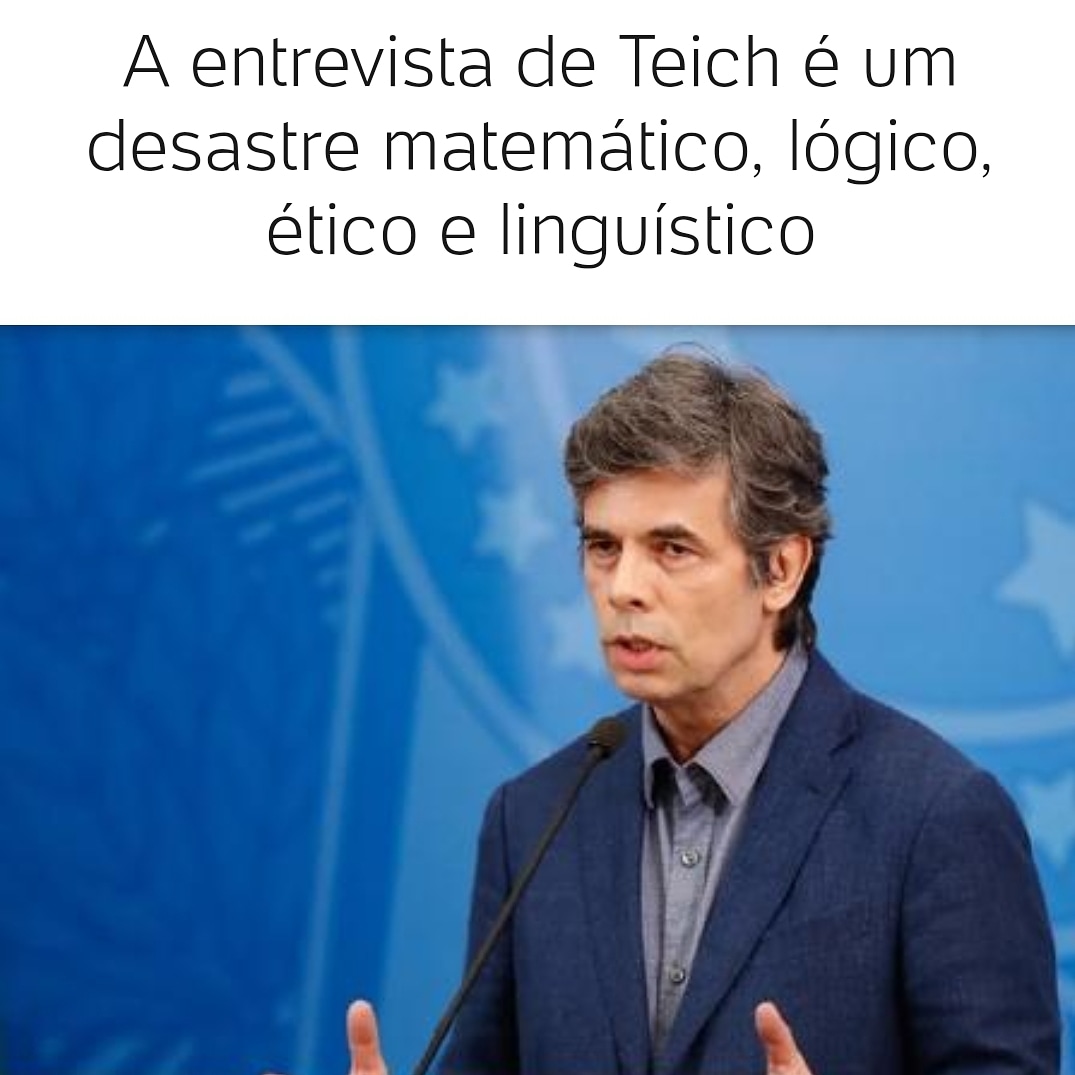 A entrevista de Teich é um
desastre matemático, lógico,
ético e linguístico